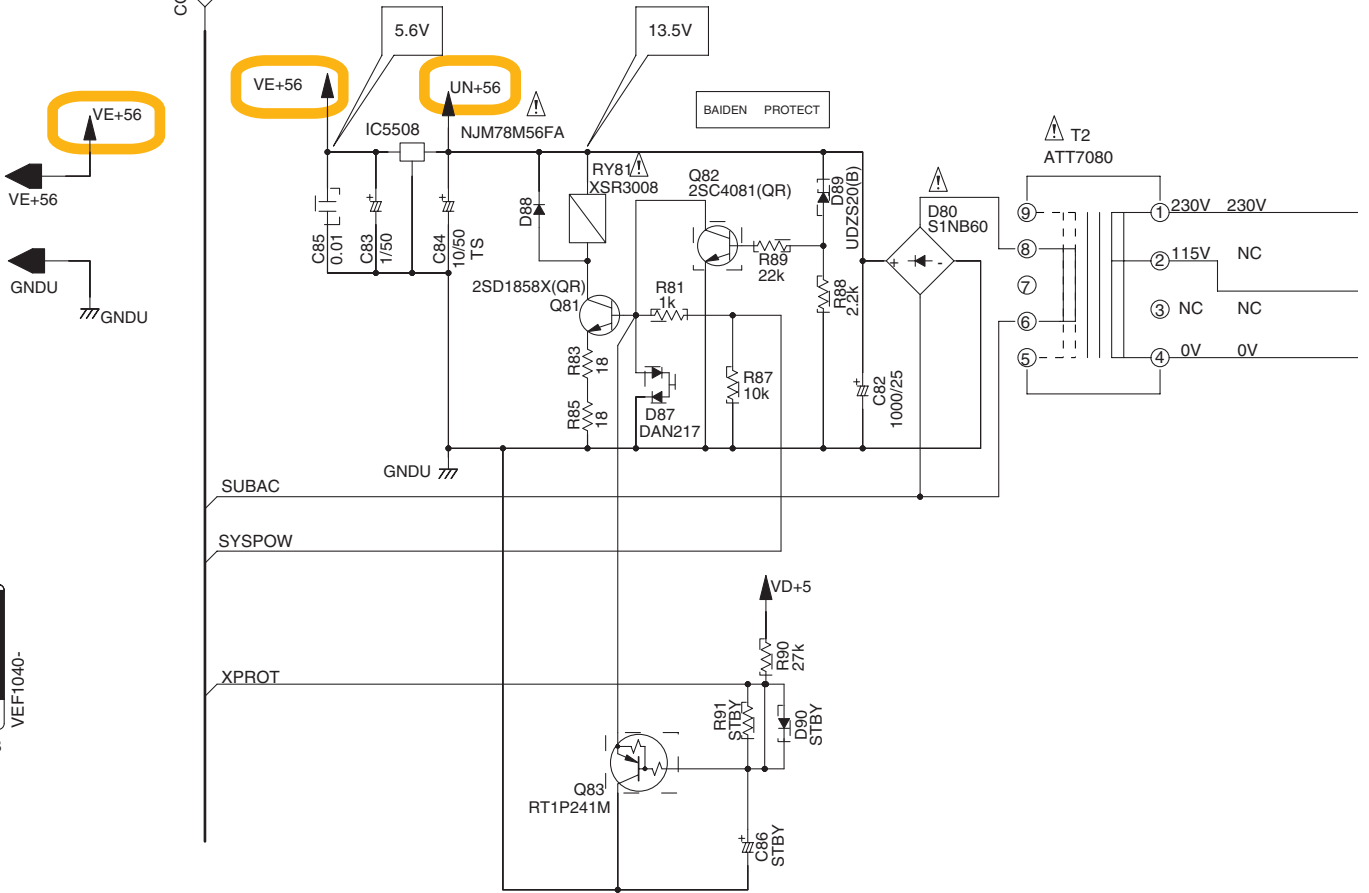 CO
5.6V
13.5V
VE+56
UN+56
VE+56
BAIDEN PROTECT
IC5508
NJM78M56FA
T2
ATT7080
VE+56
RY81
XSR3008
Q82
2SC4081(QR)
D89
UDZS20(B)
D80
S1NB60
D88
C85
0.01
C83
1/50
C84
10/50
TS
R89
22k
9
8
7
6
5
1 230V 230V
2 115V NC
3 NC NC
4 0V 0V
GNDU
GNDU
2SD1858X(QR)
Q81
R81
1k
R88
2.2k
R83
18
R85
18
D87
DAN217
R87
10k
C82
1000/25
GNDU
SUBAC
SYSPOW
VD+5
R90
27k
XPROT
R91
STBY
D90
STBY
VEF1040-
Q83
RT1P241M
C86
STBY